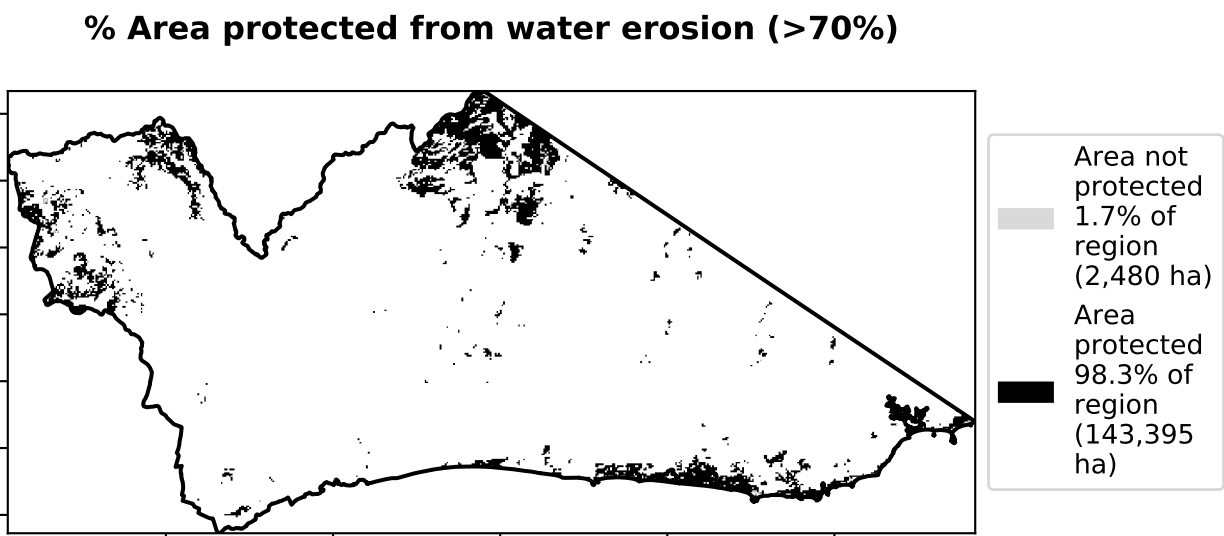 % Area protected from water erosion (>70%)
Area not
protected
1.7% of
region
(2,480 ha)
Area
protected
98.3% of
region
(143,395
ha)